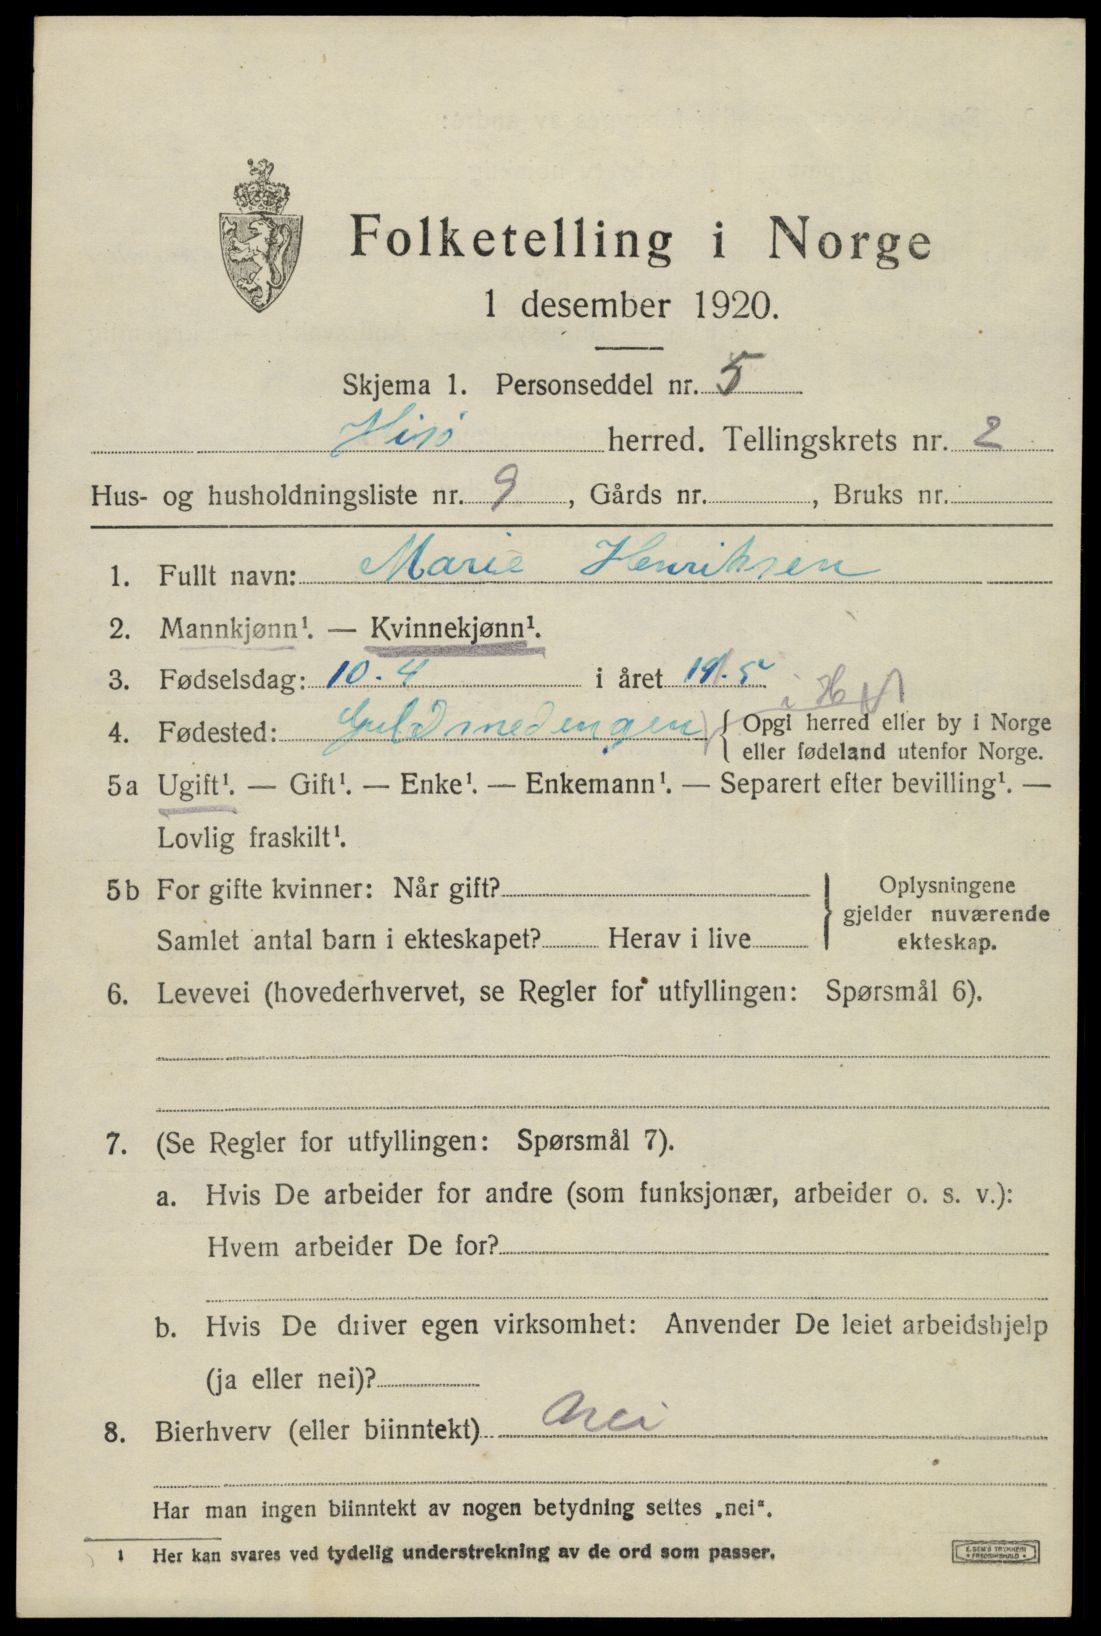 Folketelling i Norge
1 desember 1920.
Skjema 1. Personseddel nr. 5
Hisö herred. Tellingskrets nr. 2
Hus- og husholdningsliste nr. 9, Gårds nr. , Bruks nr.
1. Fullt navn: Marie Henriksen
2. Mannkjønn¹. — Kvinnekjønn¹.
3. Fødselsdag: 10. 4 i året
i H
4. Fødested: Guldsmedengen { Opgi herred eller by i Norge
eller fødeland utenfor Norge.
5a Ugift¹. — Gift¹. — Enke¹. — Enkemann¹. — Separert efter bevilling¹. —
Lovlig fraskilt¹.
5b For gifte kvinner: Når gift? } Oplysningene
gjelder nuværende
Samlet antal barn i ekteskapet? Herav i live
ekteskap.
6. Levevei (hovederhvervet, se Regler for utfyllingen: Spørsmål 6).
7. (Se Regler for utfyllingen: Spørsmål 7).
a. Hvis De arbeider for andre (som funksjonær, arbeider o. s. v.):
Hvem arbeider De for?
b. Hvis De driver egen virksomhet: Anvender De leiet arbeidshjelp
(ja eller nei)?
8. Bierhverv (eller biinntekt) nei
Har man ingen biinntekt av nogen betydning settes „nei“.
¹ Her kan svares ved tydelig understrekning av de ord som passer.
E. SEM'S TRYKKERI
FREDRIKSHALD